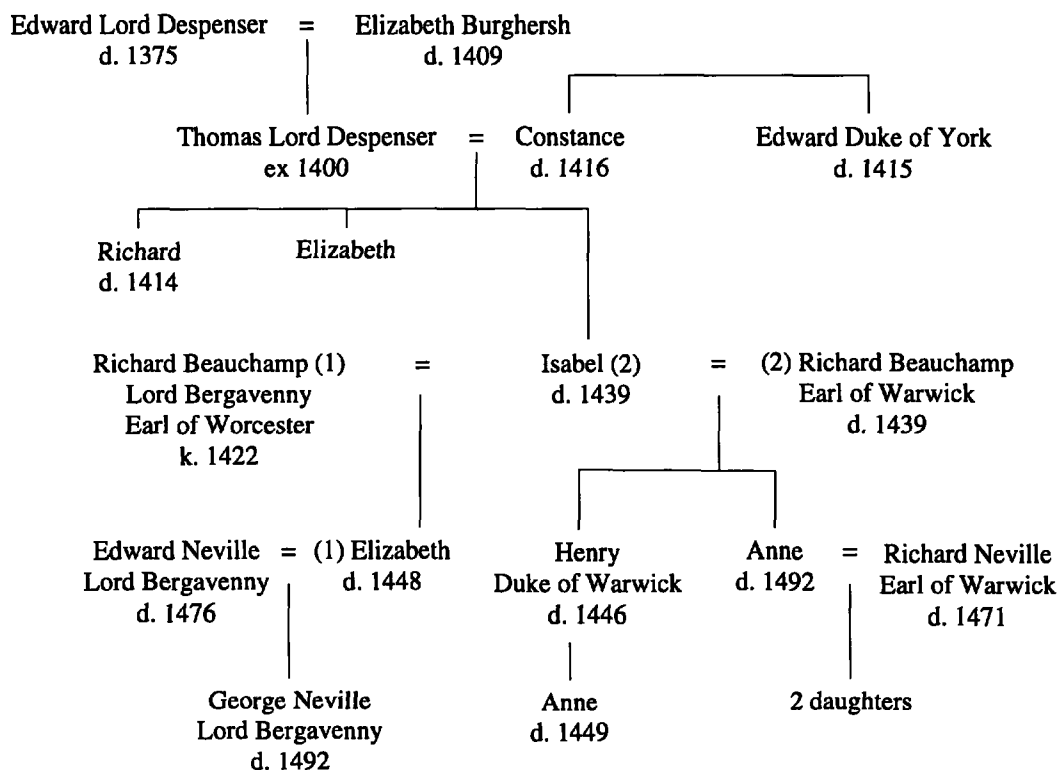 Edward Lord Despenser = Elizabeth Burghersh
d. 1375 d. 1409
Thomas Lord Despenser = Constance Edward Duke of York
ex 1400 d. 1416 d. 1415
Richard Elizabeth
d. 1414
Richard Beauchamp (1) = Isabel (2) = (2) Richard Beauchamp
Lord Bergavenny d. 1439 Earl of Warwick
Earl of Worcester d. 1439
k. 1422
Edward Neville = (1) Elizabeth Henry Anne = Richard Neville
Lord Bergavenny d. 1448 Duke of Warwick d. 1492 Earl of Warwick
d. 1476 d. 1446 d. 1471
George Neville Anne 2 daughters
Lord Bergavenny d. 1449
d. 1492